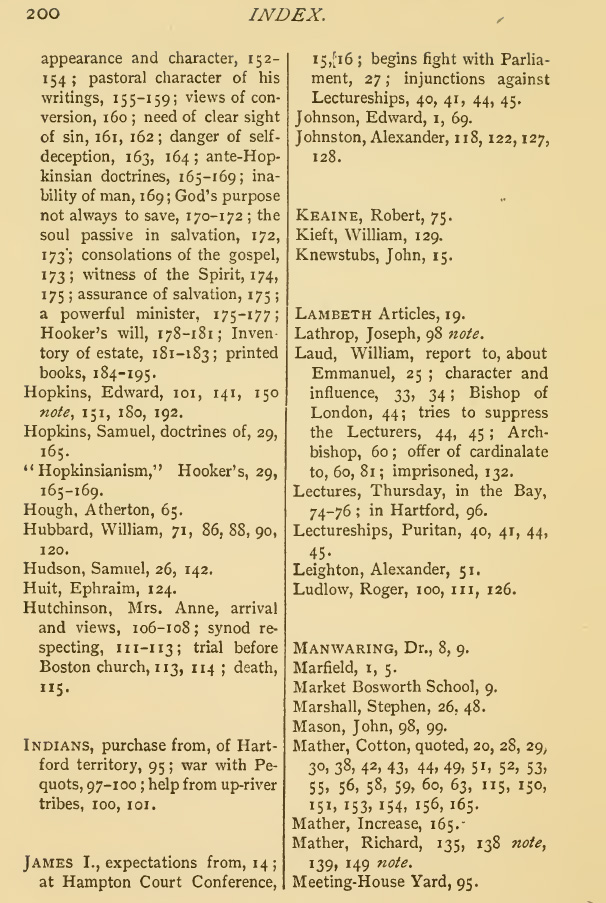 200
INDEX.
appearance and character, 152-
154; pastoral character of his
writings, 155-159; views of con-
version, 160; need of clear sight
of sin, 161, 162; danger of self-
deception, 163, 164; ante-Hop-
kinsian doctrines, 165-169; ina-
bility of man, 169; God's purpose
not always to save, 170-172; the
soul passive in salvation, 172,
173; consolations of the gospel,
173; witness of the Spirit, 174,
175; assurance of salvation, 175;
a powerful minister, 175-177;
Hooker's will, 178-181; Inven-
tory of estate, 181-183; printed
books, 184-195.
Hopkins, Edward, 101, 141, 150
note, 151, 180, 192.
Hopkins, Samuel, doctrines of, 29,
165.
"Hopkinsianism," Hooker's, 29,
165-169.
Hough, Atherton, 65.
Hubbard, William, 71, 86, 88, 90,
120.
Hudson, Samuel, 26, 142.
Huit, Ephraim, 124.
Hutchinson, Mrs. Anne, arrival
and views, 106-108; synod re-
specting, 111-113; trial before
Boston church, 113, 114; death,
115.
INDIANS, purchase from, of Hart-
ford territory, 95; war with Pe-
quots, 97-100; help from up-river
tribes, 100, 101.
JAMES I., expectations from, 14;
at Hampton Court Conference,
15, 16; begins fight with Parlia-
ment, 27; injunctions against
Lectureships, 40, 41, 44, 45.
Johnson, Edward, 1, 69.
Johnston, Alexander, 118, 122, 127,
128.
KEAINE, Robert, 75.
Kieft, William, 129.
Knewstubs, John, 15.
LAMBETH Articles, 19.
Lathrop, Joseph, 98 note.
Laud, William, report to, about
Emmanuel, 25; character and
influence, 33, 34; Bishop of
London, 44; tries to suppress
the Lecturers, 44, 45; Arch-
bishop, 60; offer of cardinalate
to, 60, 81; imprisoned, 132.
Lectures, Thursday, in the Bay,
74-76; in Hartford, 96.
Lectureships, Puritan, 40, 41, 44,
45.
Leighton, Alexander, 51.
Ludlow, Roger, 100, 111, 126.
MANWARING, Dr., 8, 9.
Marfield, 1, 5.
Market Bosworth School, 9.
Marshall, Stephen, 26, 48.
Mason, John, 98, 99.
Mather, Cotton, quoted, 20, 28, 29,
30, 38, 42, 43, 44, 49, 51, 52, 53,
55, 56, 58, 59, 60, 63, 115, 150,
151, 153, 154, 156, 165.
Mather, Increase, 165.
Mather, Richard, 135, 138 note,
139, 149 note.
Meeting-House Yard, 95.